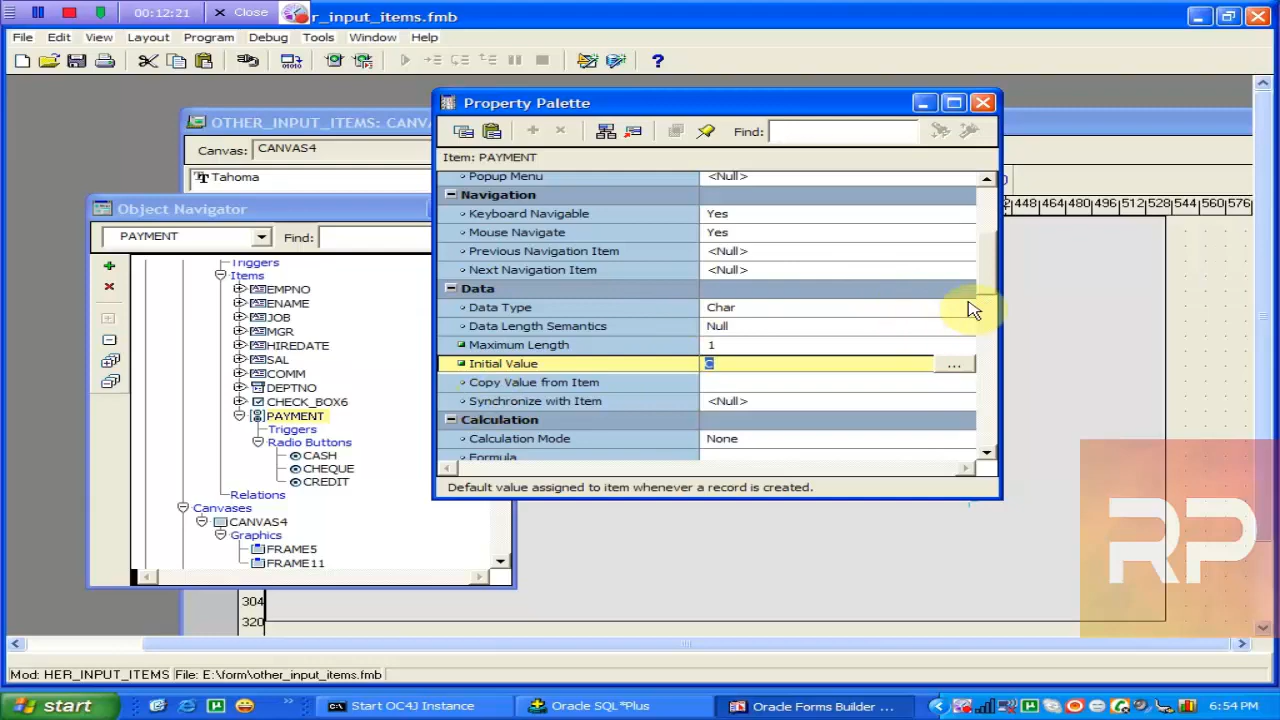 00:12:21 Close her_input_items.fmb
File Edit View Layout Program Debug Tools Window Help
OTHER_INPUT_ITEMS: CANV
Canvas: CANVAS4
Tahoma
448 464 480 496 512 528 544 560 576
Object Navigator
PAYMENT Find:
Triggers
Items
EMPNO
ENAME
JOB
MGR
HIREDATE
SAL
COMM
DEPTNO
CHECK_BOX6
PAYMENT
Triggers
Radio Buttons
CASH
CHEQUE
CREDIT
Relations
Canvases
CANVAS4
Graphics
FRAME5
FRAME11
Property Palette
Find:
Item: PAYMENT
Popup Menu <Null>
Navigation
Keyboard Navigable Yes
Mouse Navigate Yes
Previous Navigation Item <Null>
Next Navigation Item <Null>
Data
Data Type Char
Data Length Semantics Null
Maximum Length 1
Initial Value C ...
Copy Value from Item
Synchronize with Item <Null>
Calculation
Calculation Mode None
Formula
Default value assigned to item whenever a record is created.
RP
304
320
Mod: HER_INPUT_ITEMS File: E:\form\other_input_items.fmb
start Start OC4J Instance Oracle SQL*Plus Oracle Forms Builder ... 6:54 PM